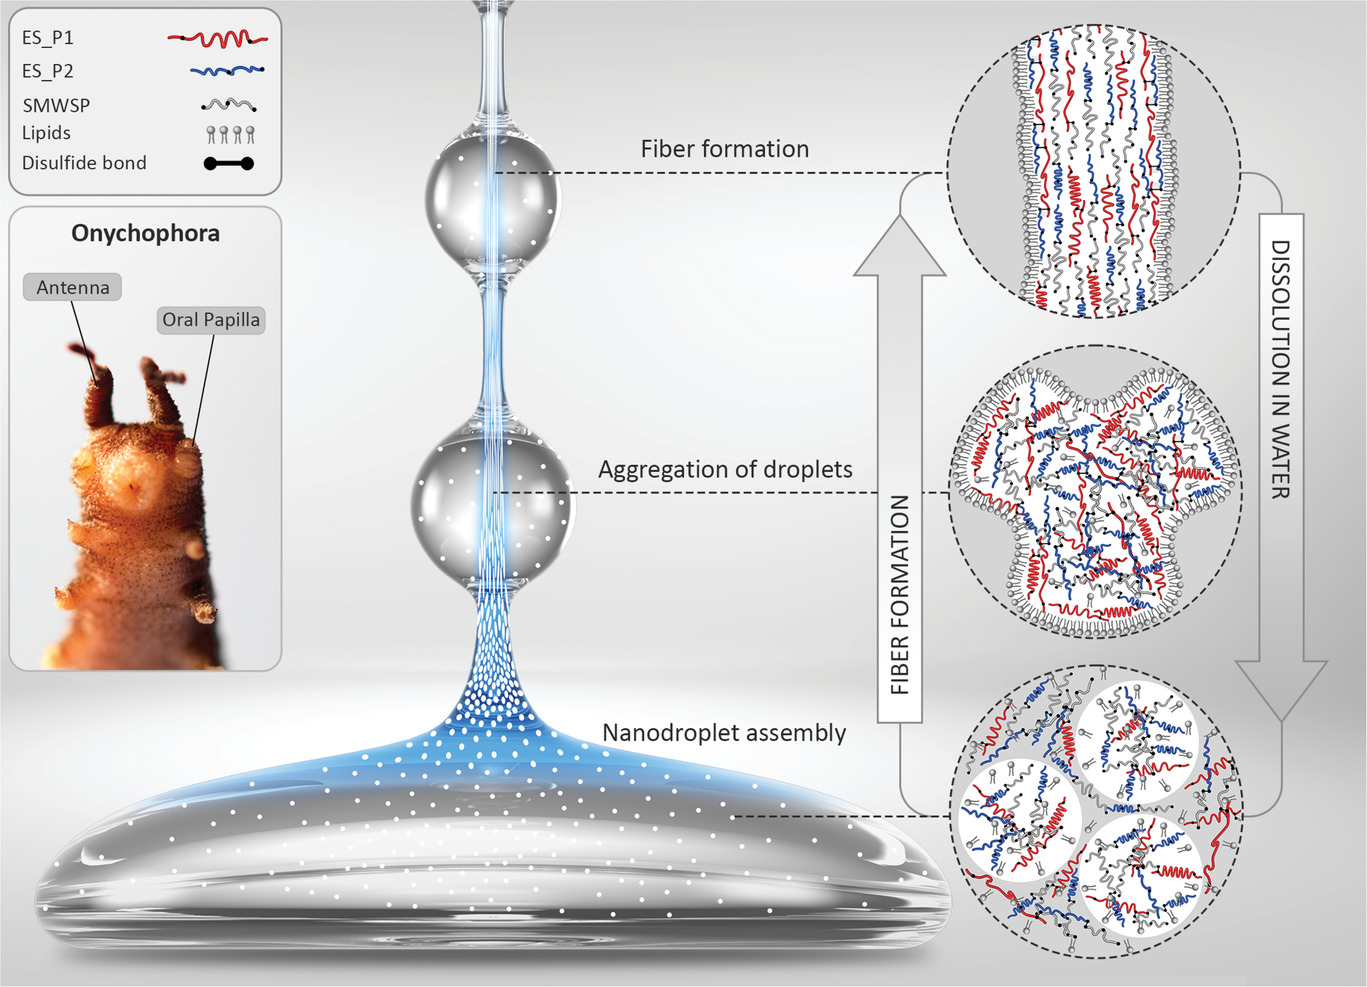 ES_P1
ES_P2
SMWSP
Lipids
Disulfide bond
Onychophora
Antenna
Oral Papilla
Fiber formation
Aggregation of droplets
Nanodroplet assembly
FIBER FORMATION
DISSOLUTION IN WATER